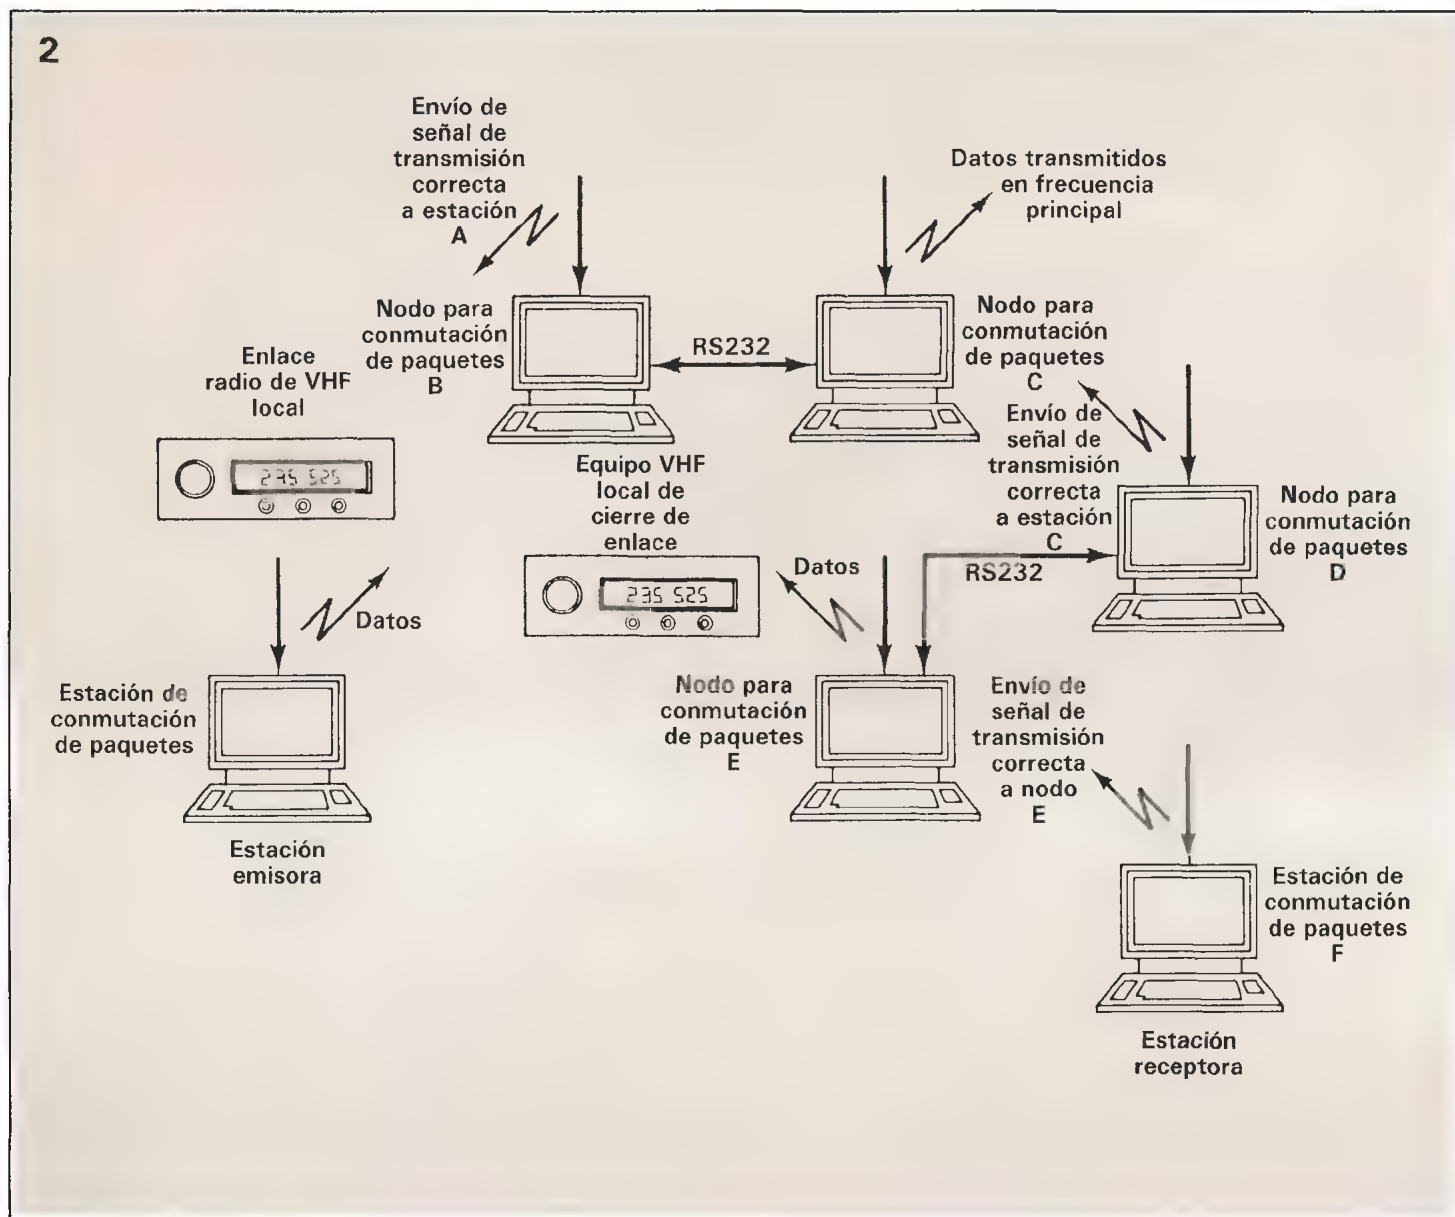 2
Envío de
señal de
transmisión
correcta
a estación
A
Datos transmitidos
en frecuencia
principal
Nodo para
conmutación
de paquetes
B
RS232
Nodo para
conmutación
de paquetes
C
Enlace
radio de VHF
local
235 525
Equipo VHF
local de
cierre de
enlace
235 525
Envío de
señal de
transmisión
correcta
a estación
C
RS232
Nodo para
conmutación
de paquetes
D
Datos
Datos
Estación de
conmutación
de paquetes
Estación
emisora
Nodo para
conmutación
de paquetes
E
Envío de
señal de
transmisión
correcta
a nodo
E
Estación de
conmutación
de paquetes
F
Estación
receptora